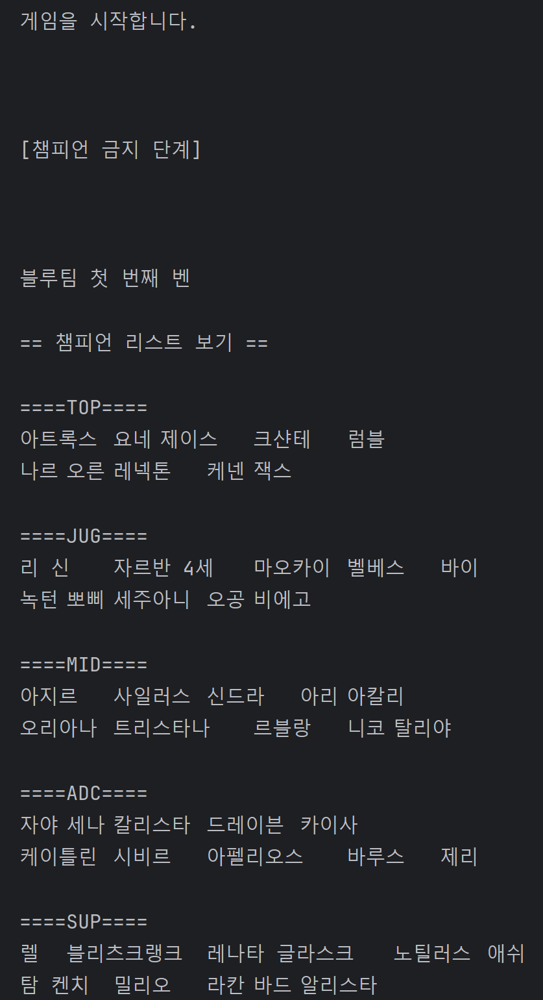 게임을 시작합니다.
[챔피언 금지 단계]
블루팀 첫 번째 벤
== 챔피언 리스트 보기 ==
====TOP====
아트록스 요네 제이스 크샨테 럼블
나르 오른 레넥톤 케넨 잭스
====JUG====
리 신 자르반 4세 마오카이 벨베스 바이
녹턴 뽀삐 세주아니 오공 비에고
====MID====
아지르 사일러스 신드라 아리 아칼리
오리아나 트리스타나 르블랑 니코 탈리야
====ADC====
자야 세나 칼리스타 드레이븐 카이사
케이틀린 시비르 아펠리오스 바루스 제리
====SUP====
렐 블리츠크랭크 레나타 글라스크 노틸러스 애쉬
탐 켄치 밀리오 라칸 바드 알리스타